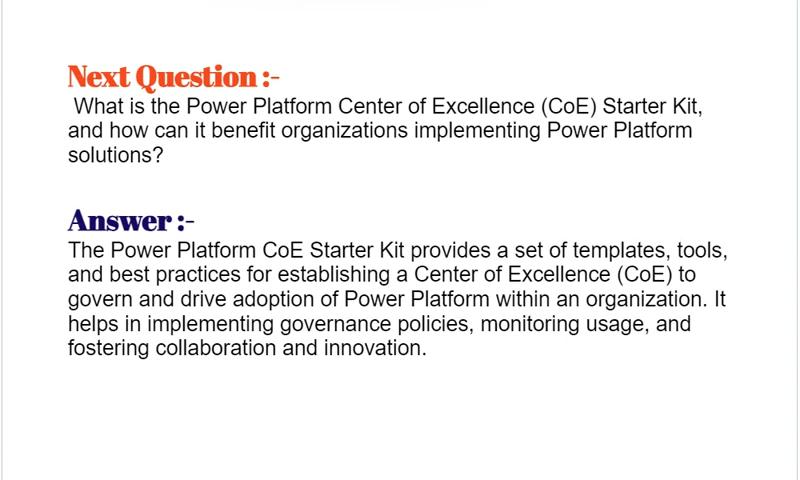 Next Question :-
What is the Power Platform Center of Excellence (CoE) Starter Kit,
and how can it benefit organizations implementing Power Platform
solutions?
Answer :-
The Power Platform CoE Starter Kit provides a set of templates, tools,
and best practices for establishing a Center of Excellence (CoE) to
govern and drive adoption of Power Platform within an organization. It
helps in implementing governance policies, monitoring usage, and
fostering collaboration and innovation.